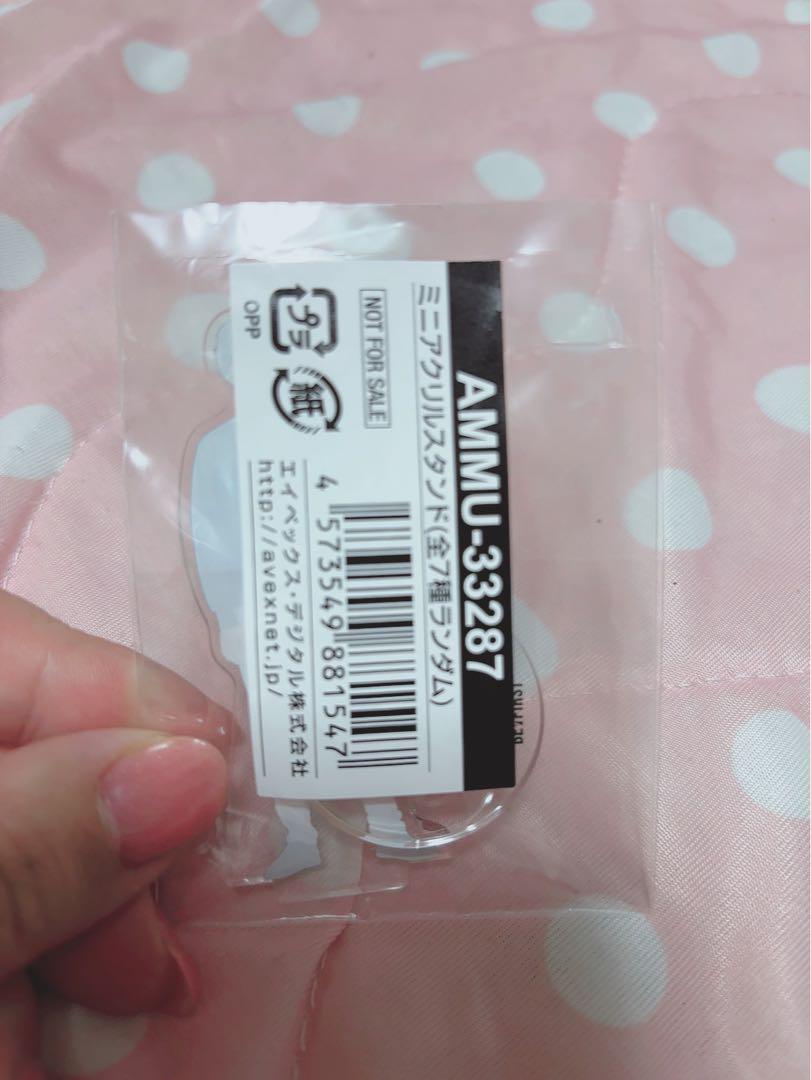 AMMU-33287
ミニアクリルスタンド(全7種ランダム)
NOT FOR SALE
プラ
OPP
紙
4 573549 881547
エイベックス・デジタル株式会社
http://avexnet.jp/
BE:FIRST